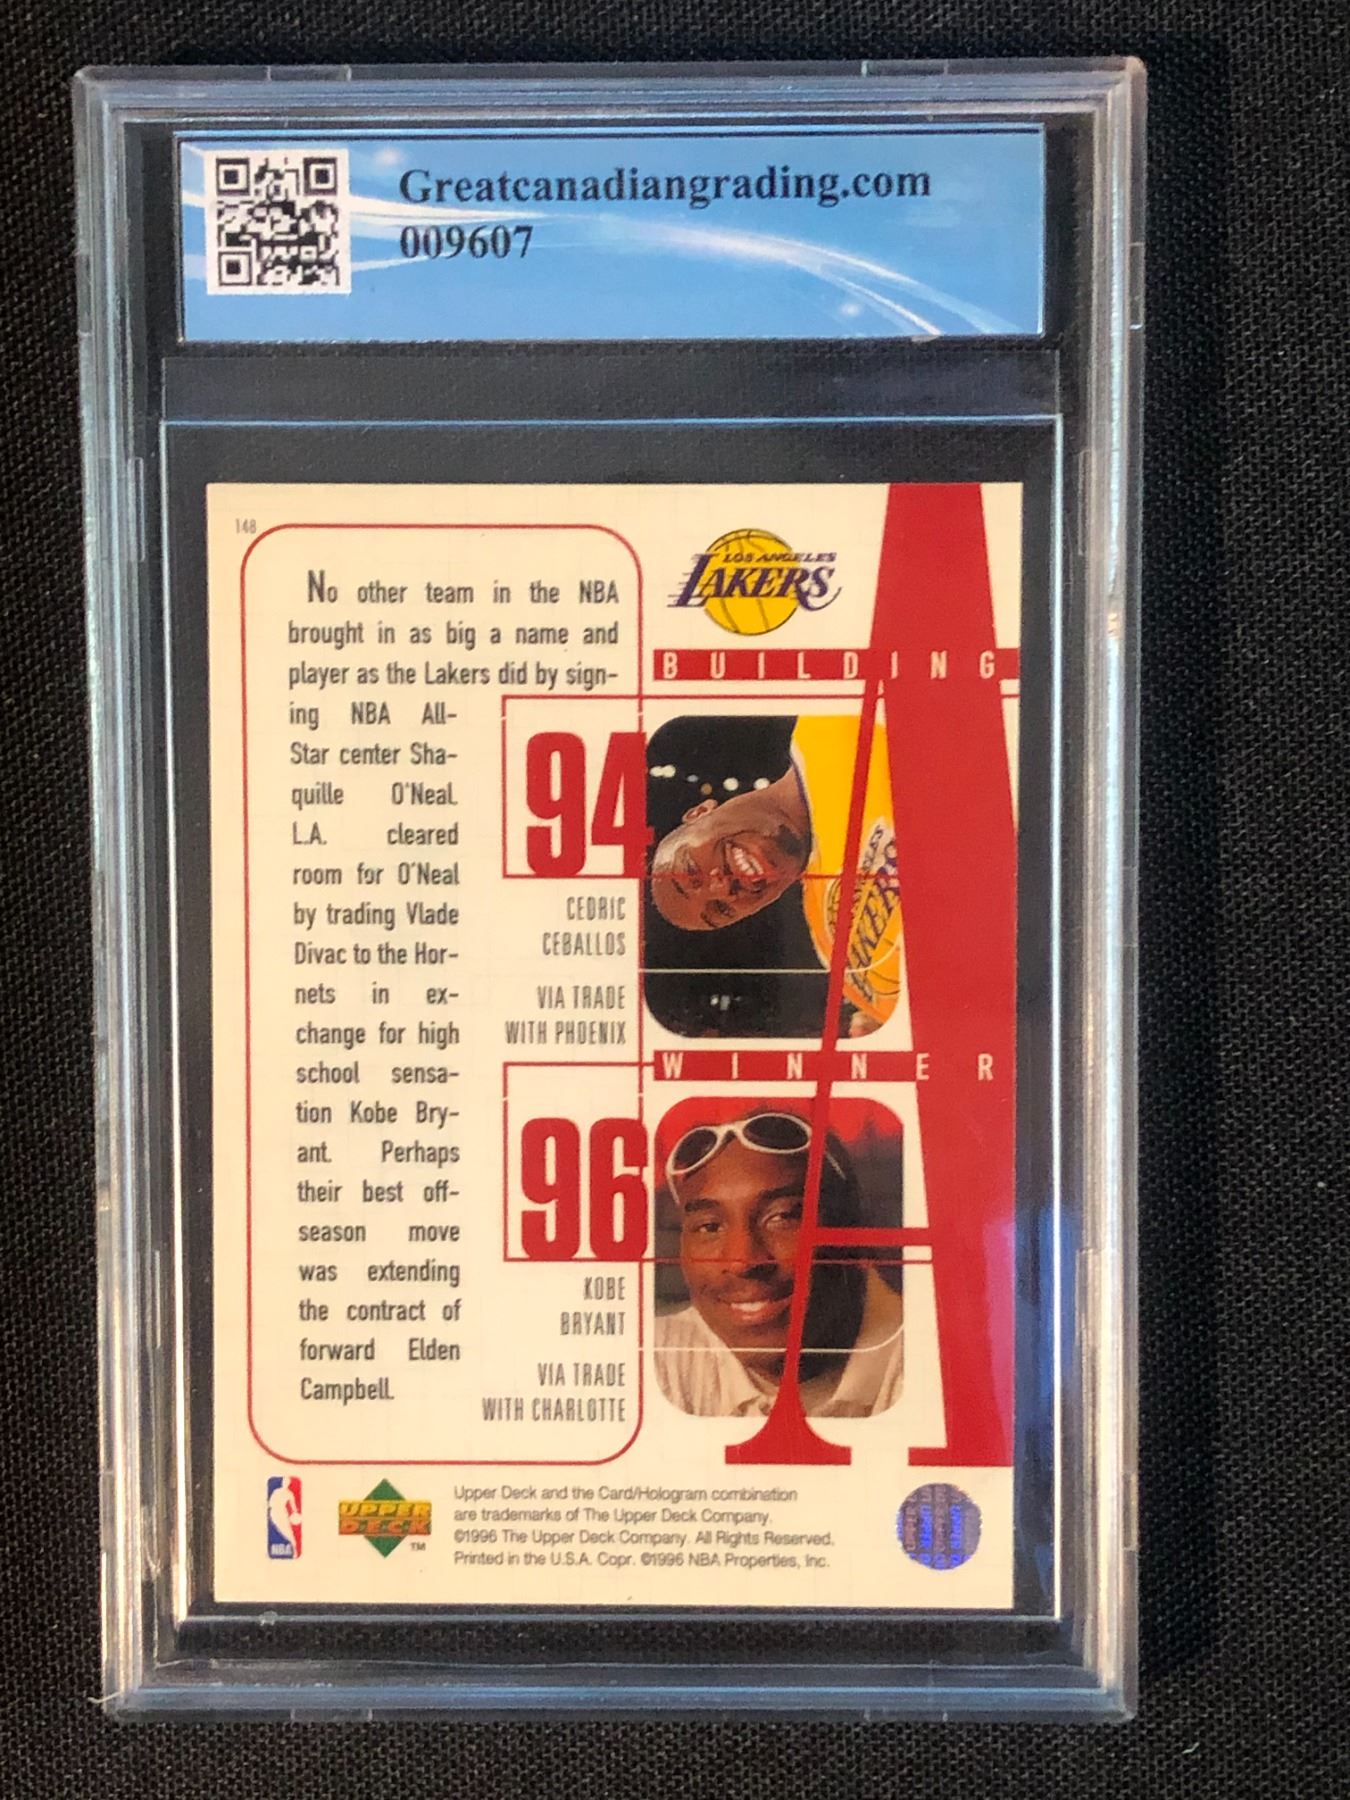 Greatcanadiangrading.com
009607
148
No other team in the NBA
brought in as big a name and
player as the Lakers did by sign-
ing NBA All-
Star center Sha-
quille O'Neal.
L.A. cleared
room for O'Neal
by trading Vlade
Divac to the Hor-
nets in ex-
change for high
school sensa-
tion Kobe Bry-
ant. Perhaps
their best off-
season move
was extending
the contract of
forward Elden
Campbell.
LOS ANGELES
LAKERS
BUILDING
A
94
CEDRIC
CEBALLOS
VIA TRADE
WITH PHOENIX
LAKERS
WINNER
96
KOBE
BRYANT
VIA TRADE
WITH CHARLOTTE
NBA
UPPER
DECK
TM
Upper Deck and the Card/Hologram combination
are trademarks of The Upper Deck Company.
©1996 The Upper Deck Company. All Rights Reserved.
Printed in the U.S.A. Copr. ©1996 NBA Properties, Inc.